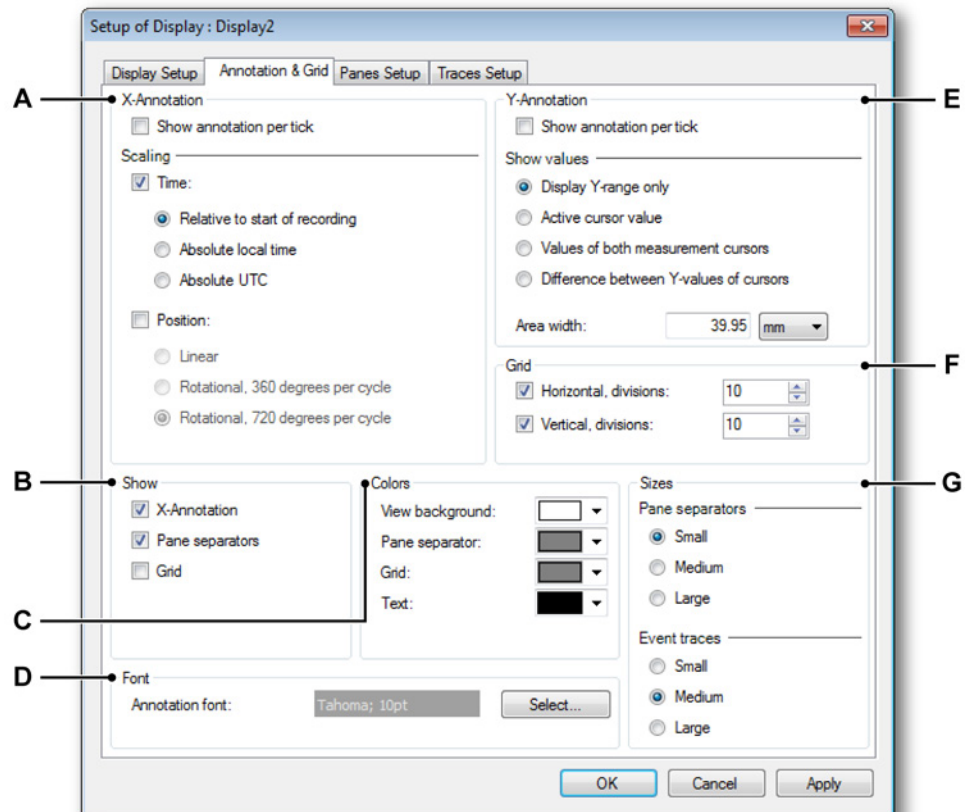 Setup of Display : Display2
Display Setup
Annotation & Grid
Panes Setup
Traces Setup
A
X-Annotation
Show annotation per tick
Scaling
Time:
Relative to start of recording
Absolute local time
Absolute UTC
Position:
Linear
Rotational, 360 degrees per cycle
Rotational, 720 degrees per cycle
E
Y-Annotation
Show annotation per tick
Show values
Display Y-range only
Active cursor value
Values of both measurement cursors
Difference between Y-values of cursors
Area width:
39.95
mm
F
Grid
Horizontal, divisions:
10
Vertical, divisions:
10
B
Show
X-Annotation
Pane separators
Grid
C
Colors
View background:
Pane separator:
Grid:
Text:
G
Sizes
Pane separators
Small
Medium
Large
Event traces
Small
Medium
Large
D
Font
Annotation font:
Tahoma; 10pt
Select...
OK
Cancel
Apply